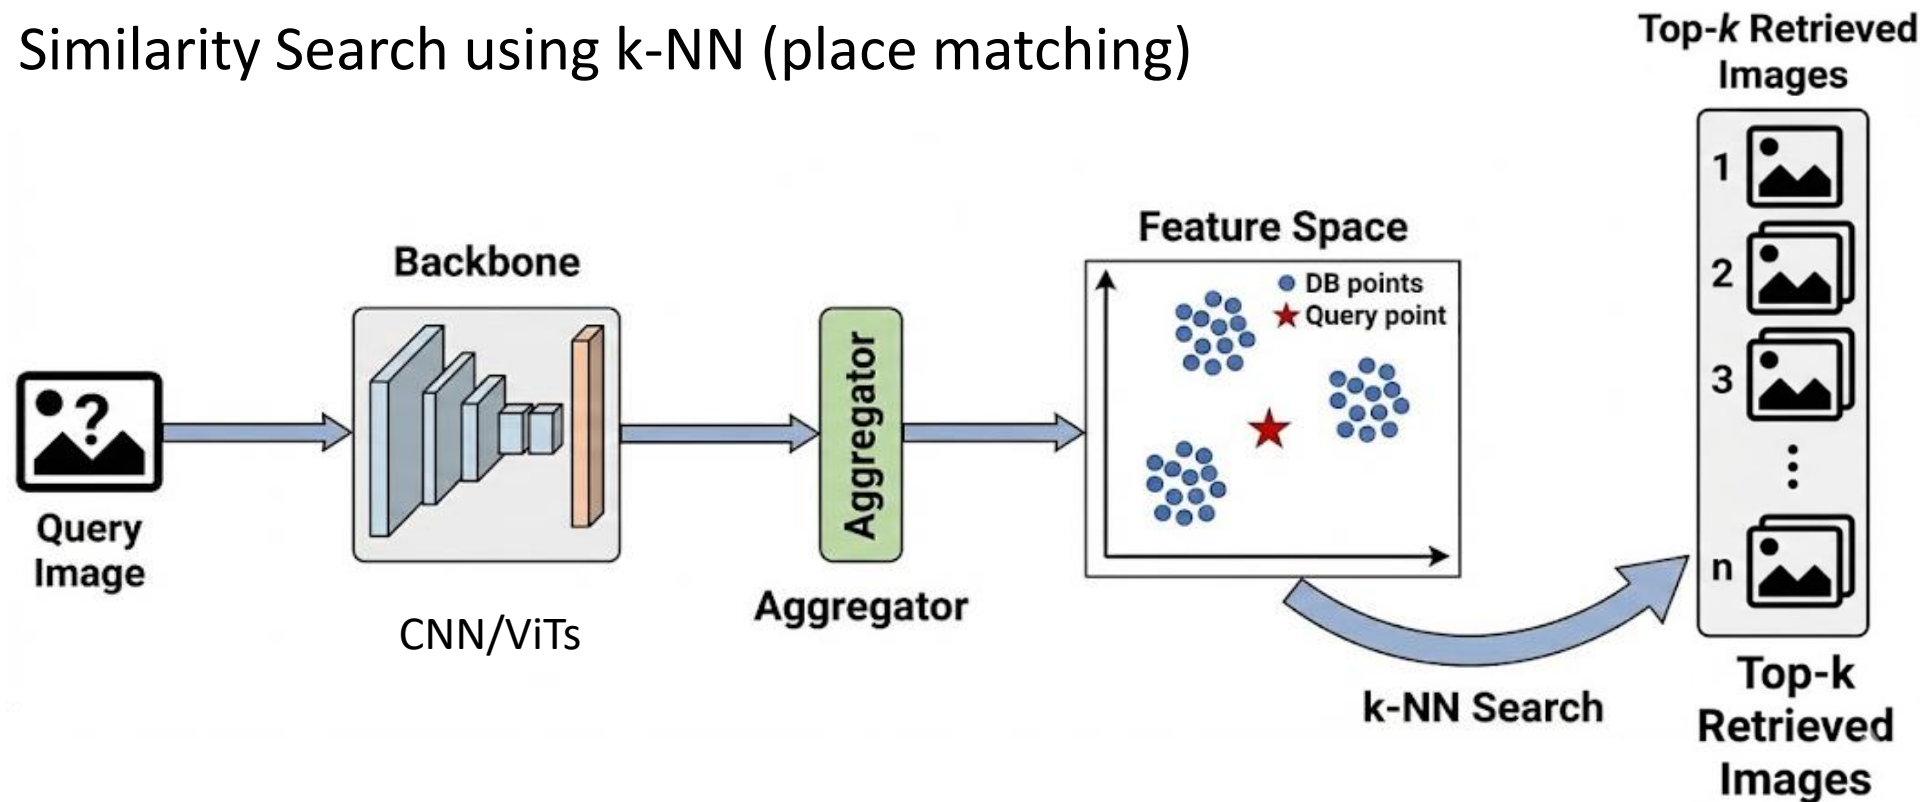 Similarity Search using k-NN (place matching)
Top-k Retrieved
Images
1
2
3
n
Top-k
Retrieved
Images
Feature Space
DB points
Query point
Backbone
Aggregator
Aggregator
?
Query
Image
CNN/ViTs
k-NN Search